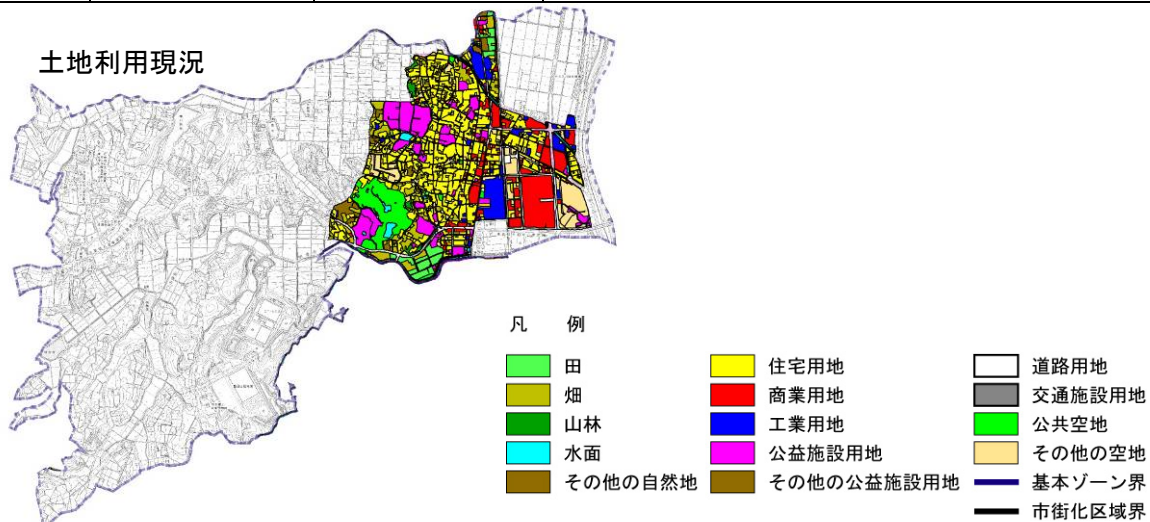 土地利用現況
凡　例
田
住宅用地
道路用地
畑
商業用地
交通施設用地
山林
工業用地
公共空地
水面
公益施設用地
その他の空地
その他の自然地
その他の公益施設用地
基本ゾーン界
市街化区域界